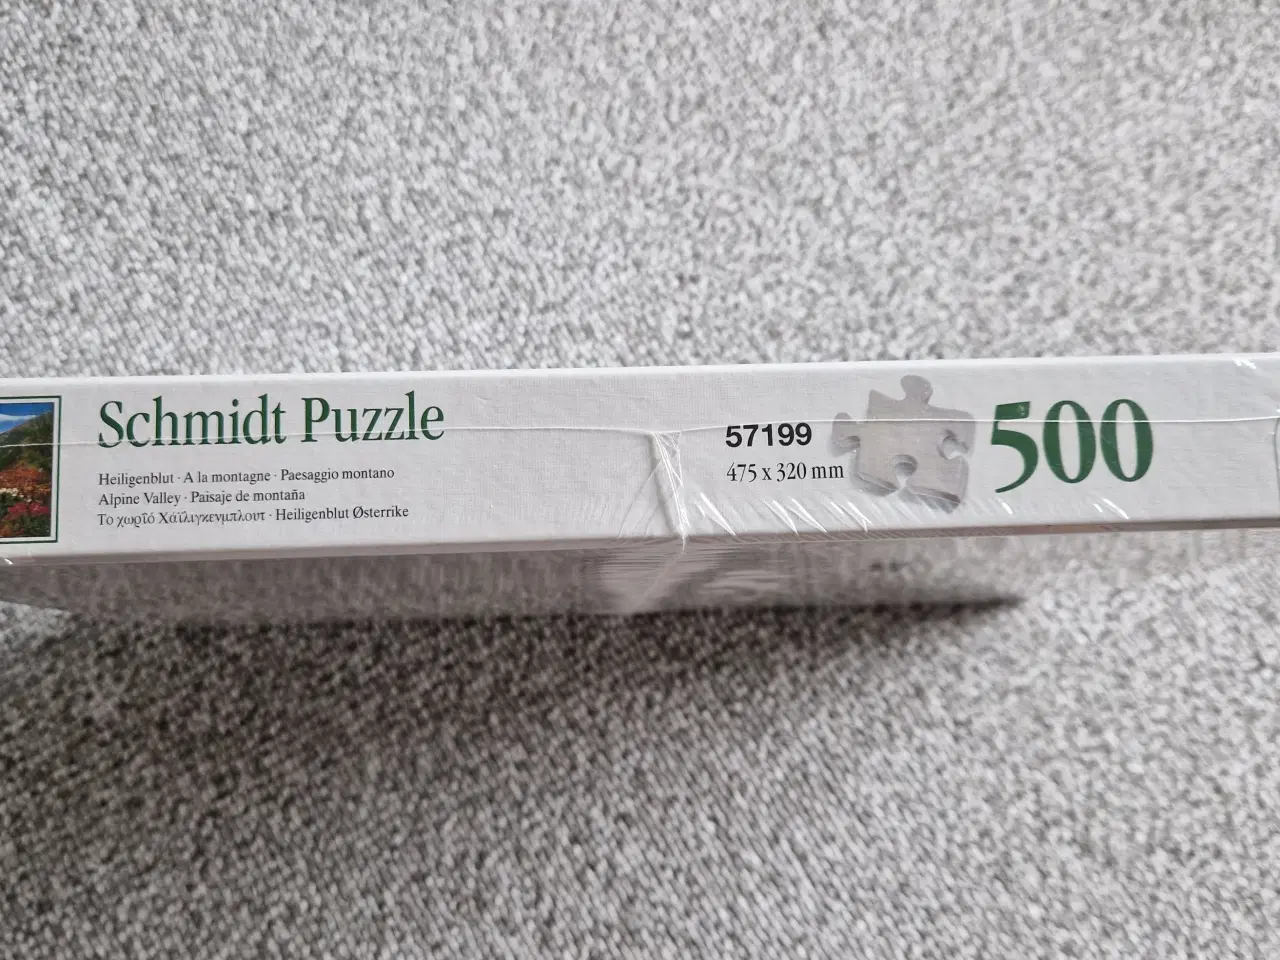 Schmidt Puzzle
Heiligenblut · A la montagne · Paesaggio montano
Alpine Valley · Paisaje de montaña
Το χωριό Χάϊλιγκενμπλουτ · Heiligenblut Østerrike
57199
475 x 320 mm
500